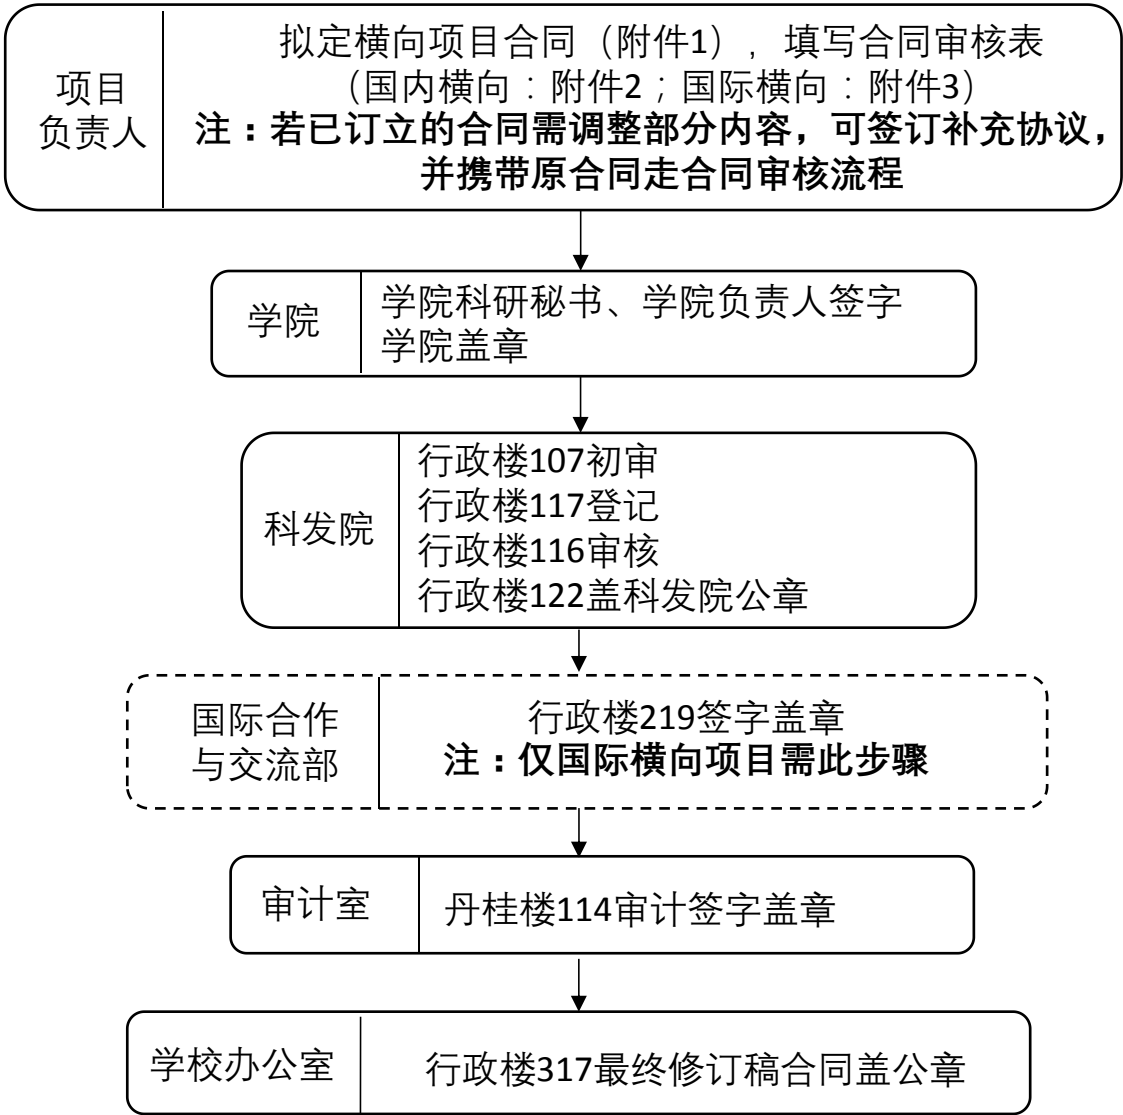 项目
负责人
拟定横向项目合同（附件1），填写合同审核表
（国内横向：附件2；国际横向：附件3）
注：若已订立的合同需调整部分内容，可签订补充协议，
并携带原合同走合同审核流程
学院
学院科研秘书、学院负责人签字
学院盖章
科发院
行政楼107初审
行政楼117登记
行政楼116审核
行政楼122盖科发院公章
国际合作
与交流部
行政楼219签字盖章
注：仅国际横向项目需此步骤
审计室
丹桂楼114审计签字盖章
学校办公室
行政楼317最终修订稿合同盖公章